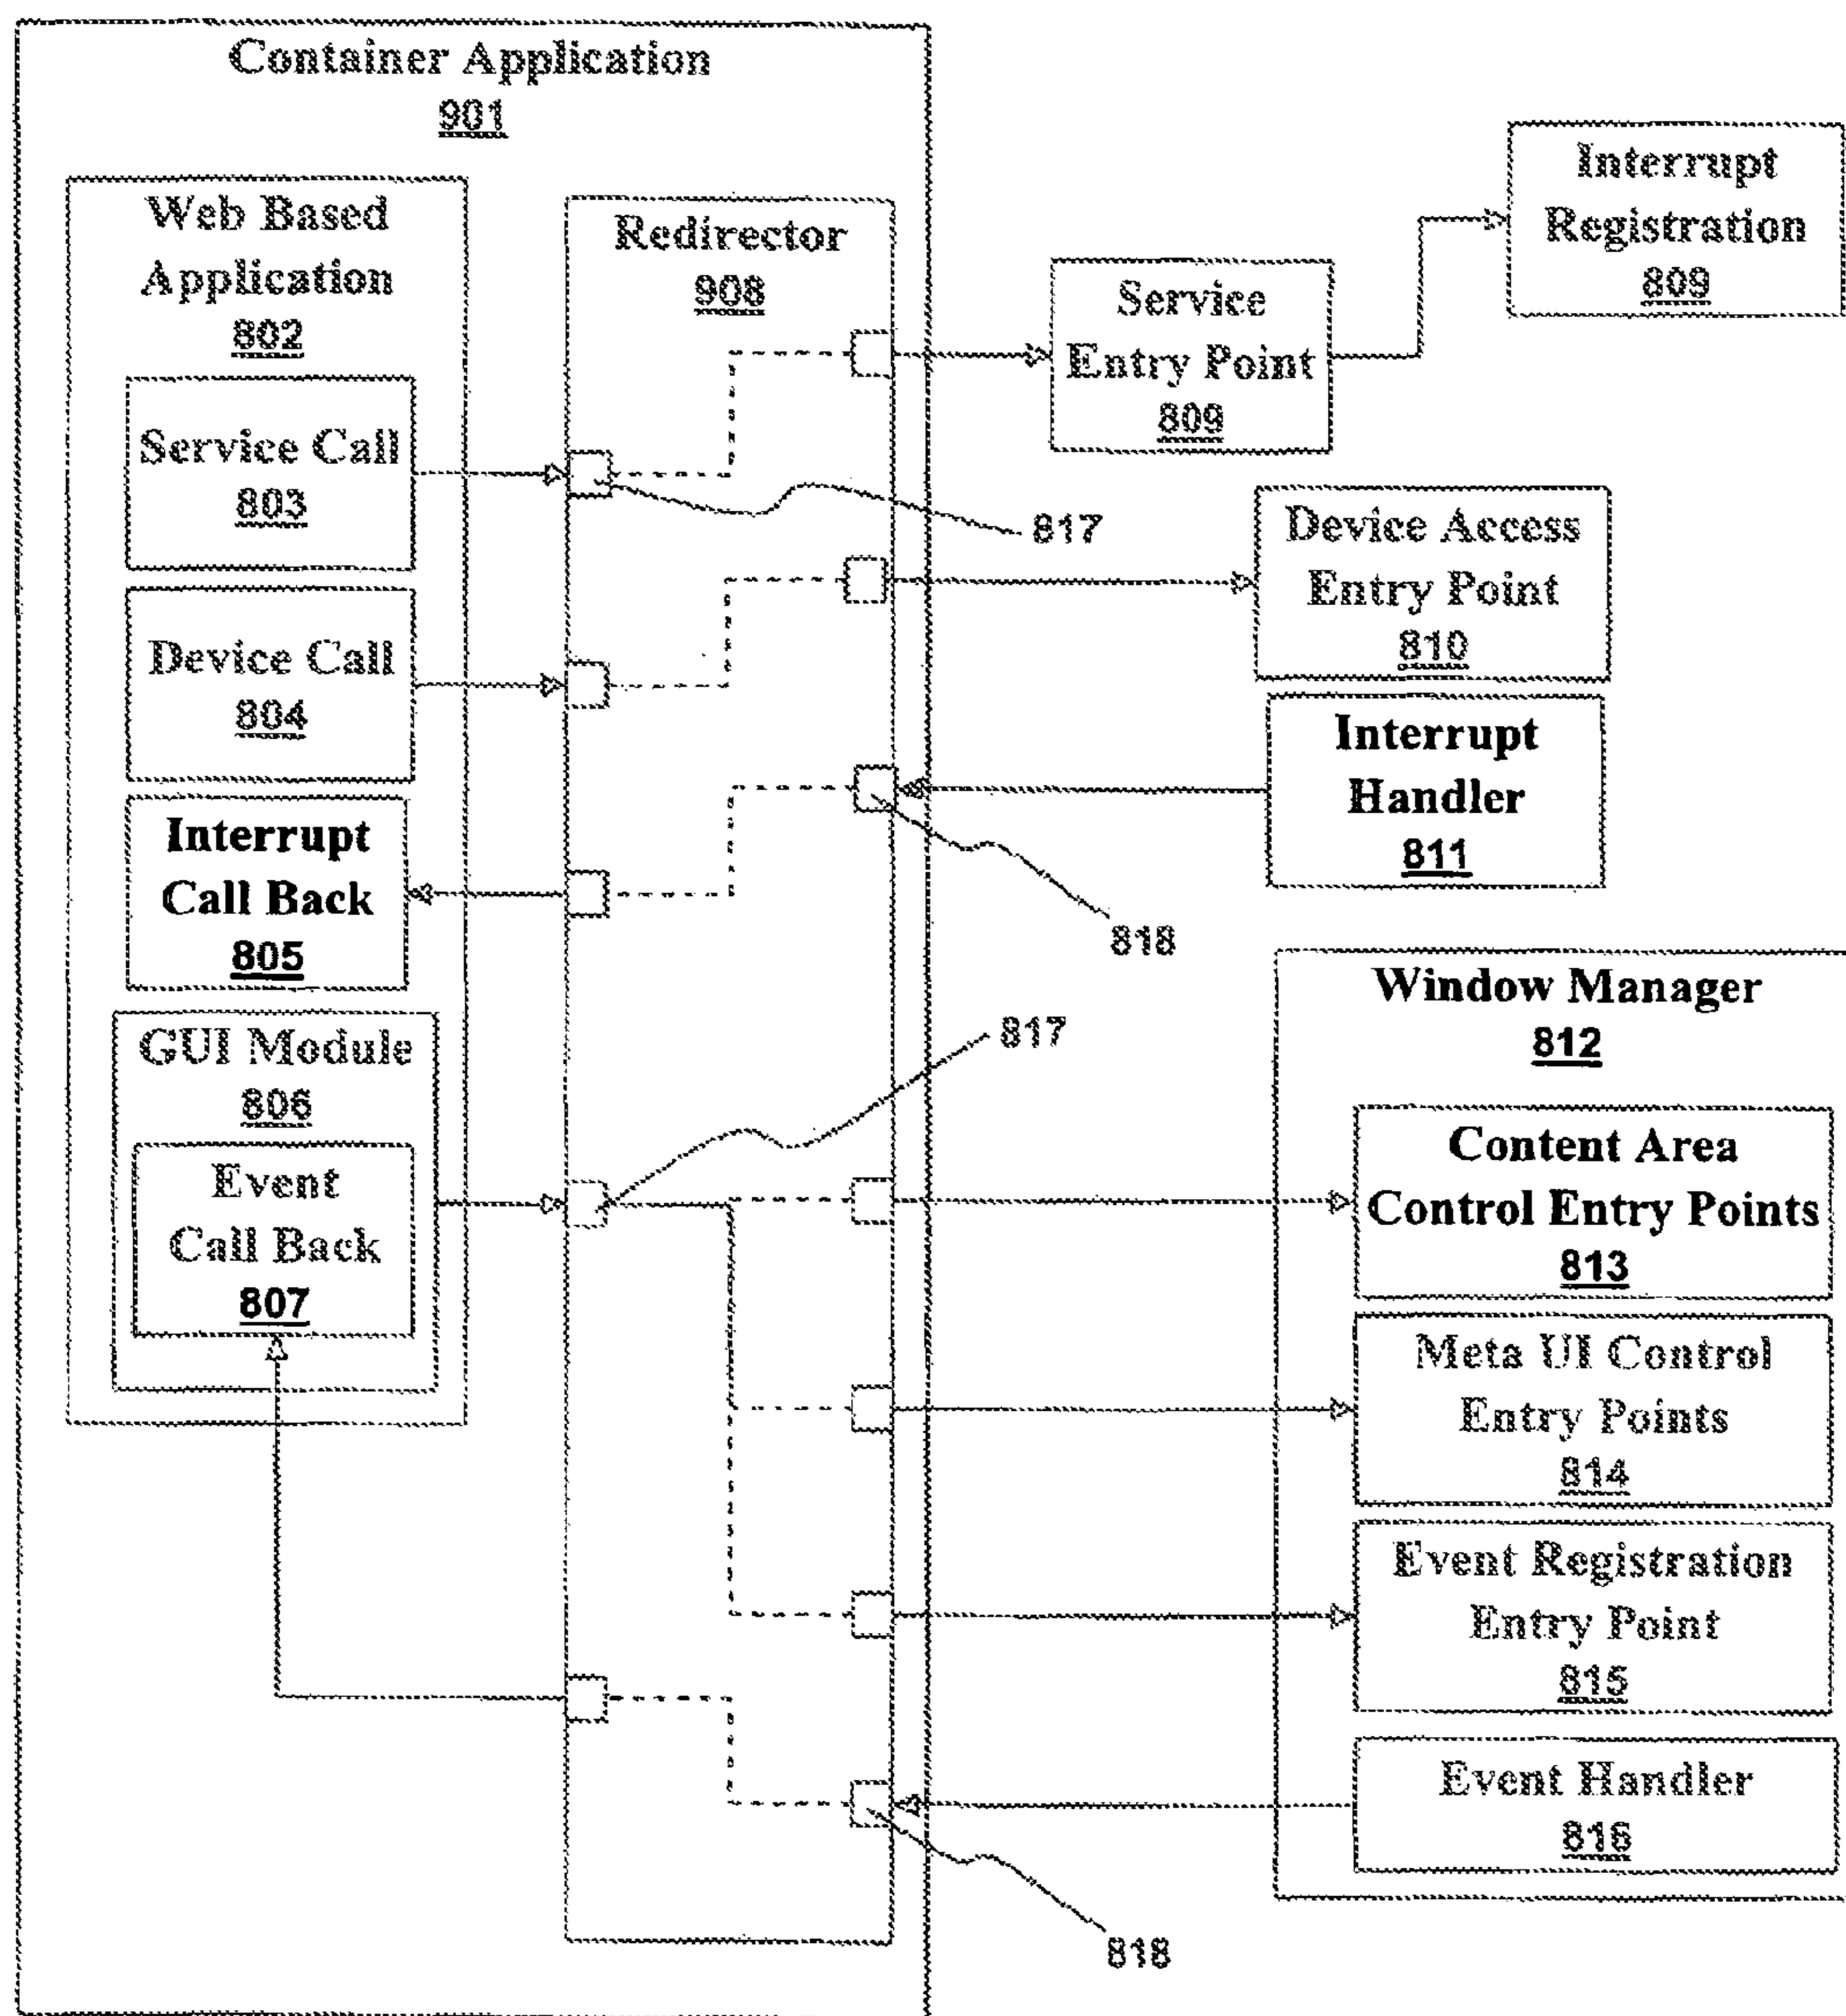 Container Application
901
Web Based
Application
802
Service Call
803
Device Call
804
Interrupt
Call Back
805
GUI Module
806
Event
Call Back
807
Redirector
908
817
818
817
818
Service
Entry Point
809
Interrupt
Registration
809
Device Access
Entry Point
810
Interrupt
Handler
811
Window Manager
812
Content Area
Control Entry Points
813
Meta UI Control
Entry Points
814
Event Registration
Entry Point
815
Event Handler
816